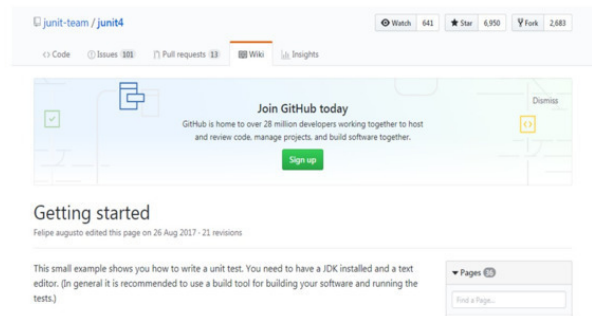 junit-team / junit4
Watch 641 Star 6,950 Fork 2,683
Code Issues 101 Pull requests 13 Wiki Insights
Join GitHub today
Dismiss
GitHub is home to over 28 million developers working together to host
and review code, manage projects, and build software together.
Sign up
Getting started
Felipe augusto edited this page on 26 Aug 2017 · 21 revisions
This small example shows you how to write a unit test. You need to have a JDK installed and a text
editor. (In general it is recommended to use a build tool for building your software and running the
tests.)
Pages 36
Find a Page...